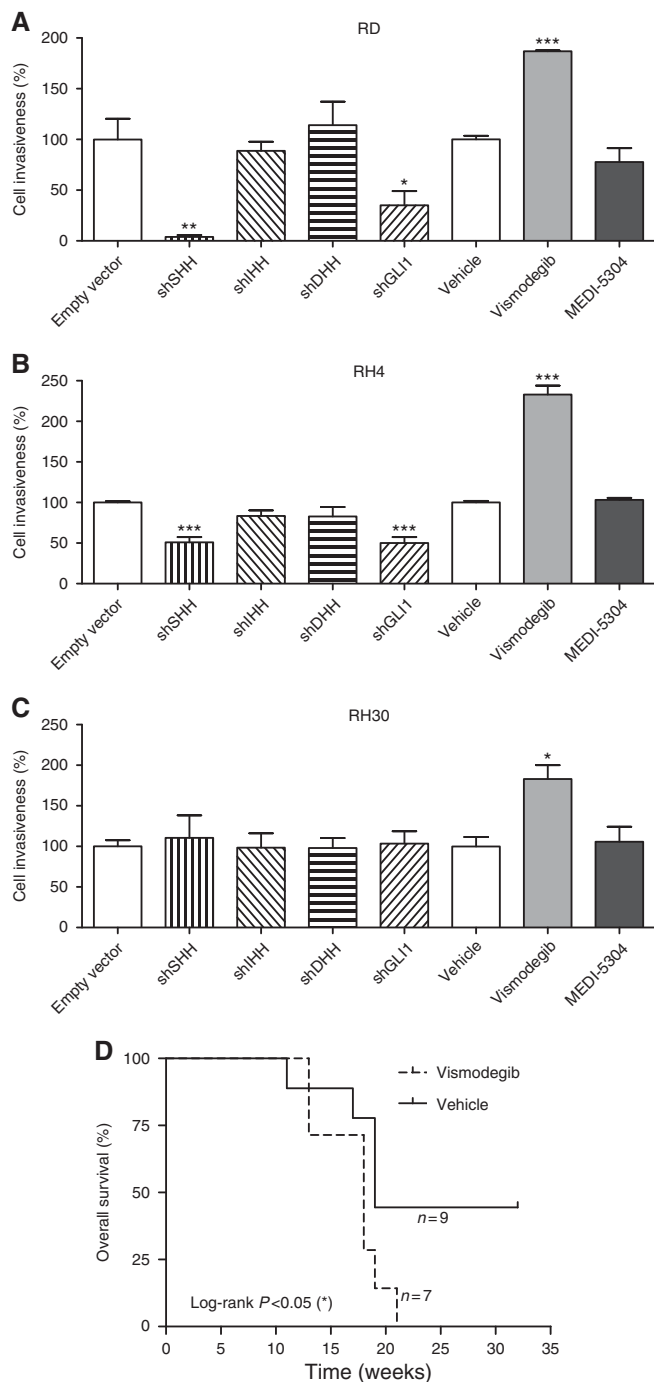 A
RD
Cell invasiveness (%)
200
150
100
50
0
**
*
***
Empty vector
shSHH
shIHH
shDHH
shGLI1
Vehicle
Vismodegib
MEDI-5304
B
RH4
Cell invasiveness (%)
250
200
150
100
50
0
***
***
***
Empty vector
shSHH
shIHH
shDHH
shGLI1
Vehicle
Vismodegib
MEDI-5304
C
RH30
Cell invasiveness (%)
250
200
150
100
50
0
*
Empty vector
shSHH
shIHH
shDHH
shGLI1
Vehicle
Vismodegib
MEDI-5304
D
Overall survival (%)
100
75
50
25
0
Vismodegib
Vehicle
n=9
n=7
Log-rank P<0.05 (*)
0 5 10 15 20 25 30 35
Time (weeks)